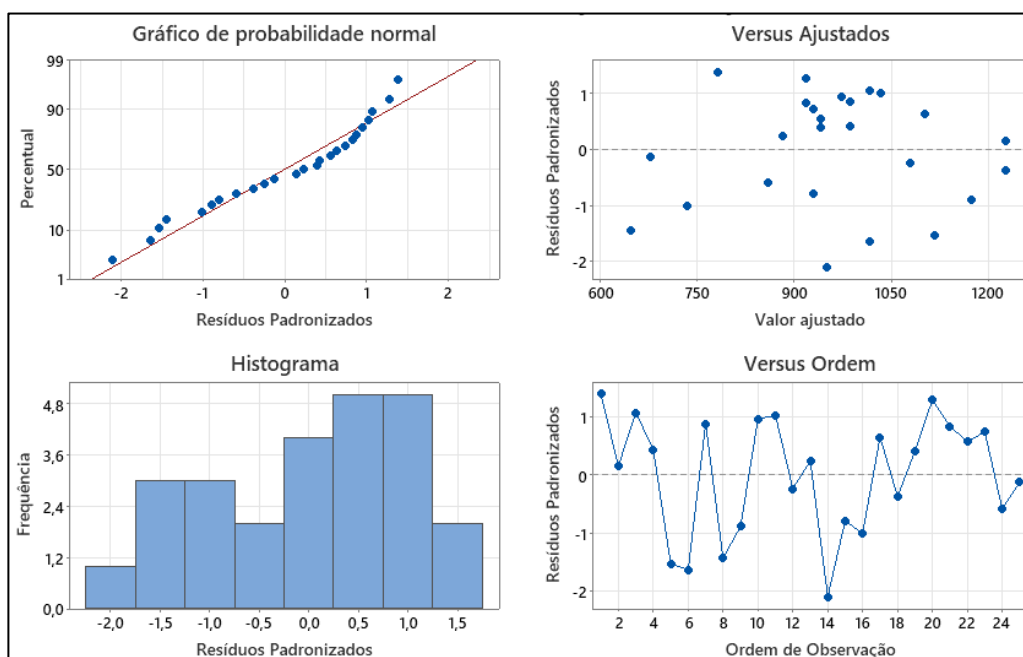 Gráfico de probabilidade normal
99
90
50
10
1
Percentual
-2 -1 0 1 2
Resíduos Padronizados
Versus Ajustados
1
0
-1
-2
Resíduos Padronizados
600 750 900 1050 1200
Valor ajustado
Histograma
4,8
3,6
2,4
1,2
0,0
Frequência
-2,0 -1,5 -1,0 -0,5 0,0 0,5 1,0 1,5
Resíduos Padronizados
Versus Ordem
1
0
-1
-2
Resíduos Padronizados
2 4 6 8 10 12 14 16 18 20 22 24
Ordem de Observação